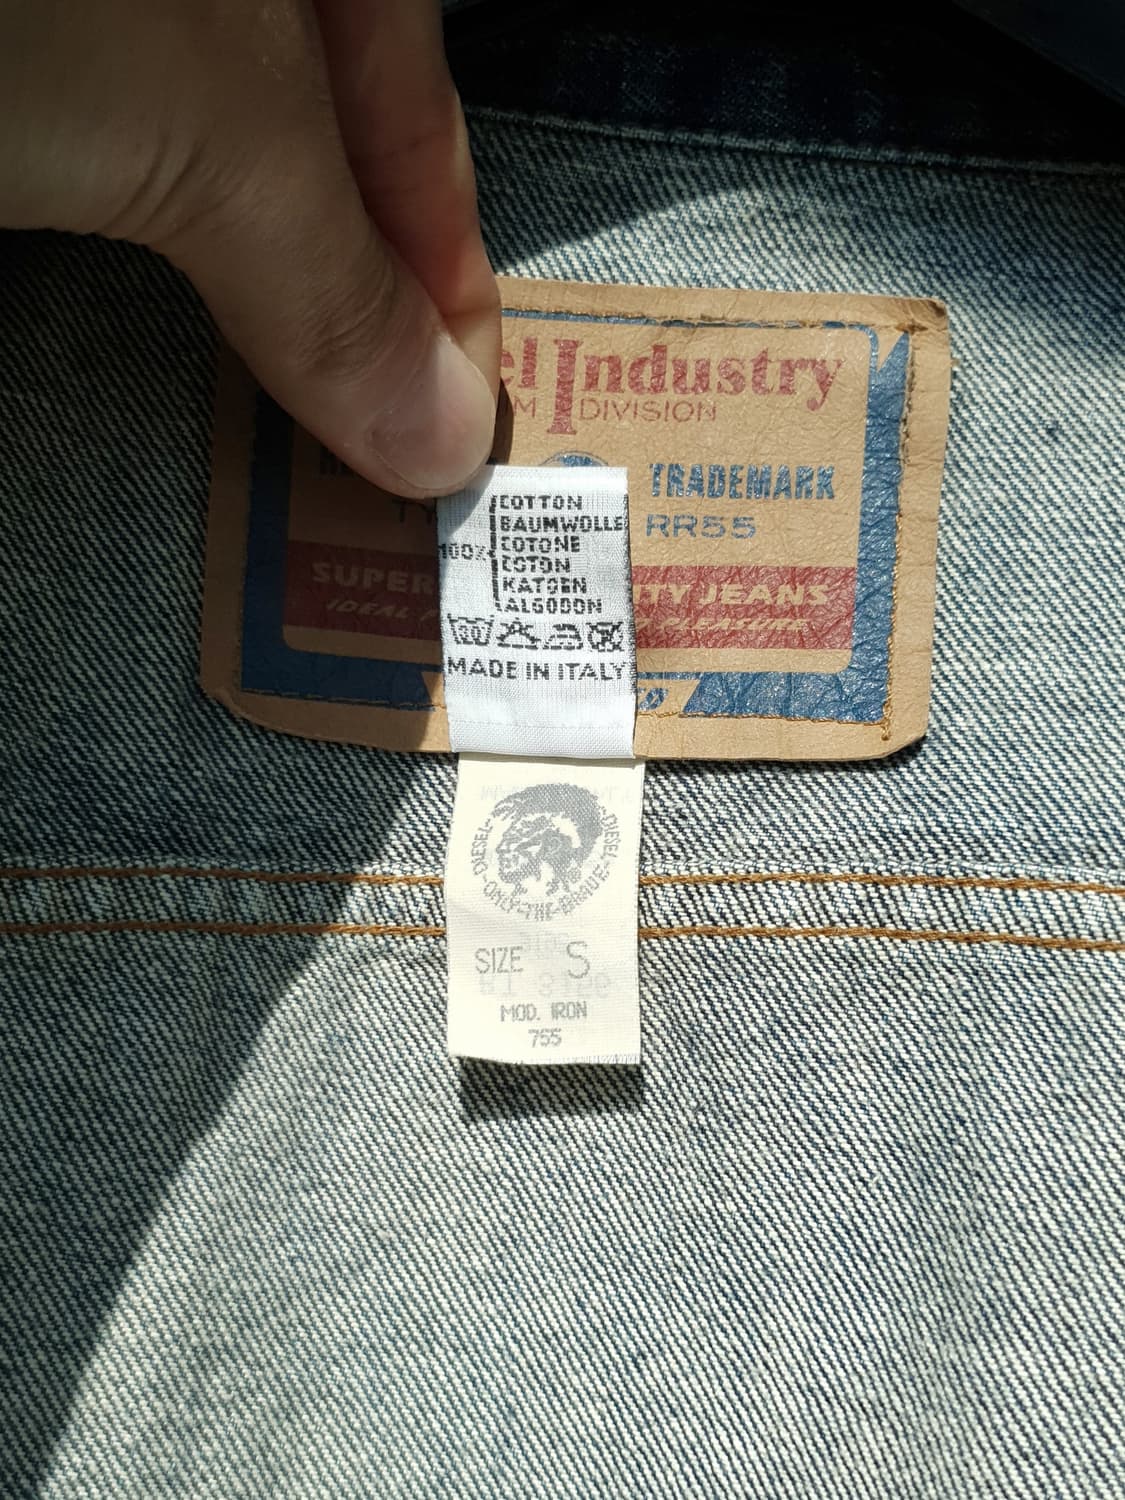 el Industry
M DIVISION
TRADEMARK
RR55
SUPER ITY JEANS
IDEAL PLEASURE
100%
COTTON
BAUMWOLLE
COTONE
COTON
KATOEN
ALGODON
MADE IN ITALY
DIESEL DIESEL
-ONLY-THE-BRAVE-
SIZE S
MOD. IRON
755